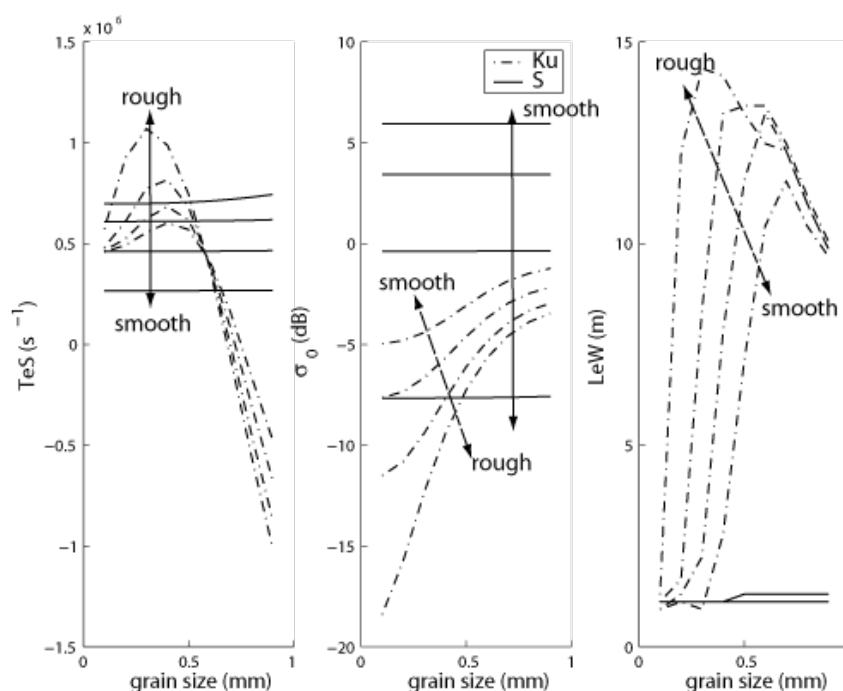 x 10 6
1.5
1
0.5
0
-0.5
-1
-1.5
TeS (s −1)
rough
smooth
0
0.5
1
grain size (mm)
10
5
0
-5
-10
-15
-20
σ 0 (dB)
Ku
S
smooth
smooth
rough
0
0.5
1
grain size (mm)
15
10
5
0
LeW (m)
rough
smooth
0
0.5
grain size (mm)